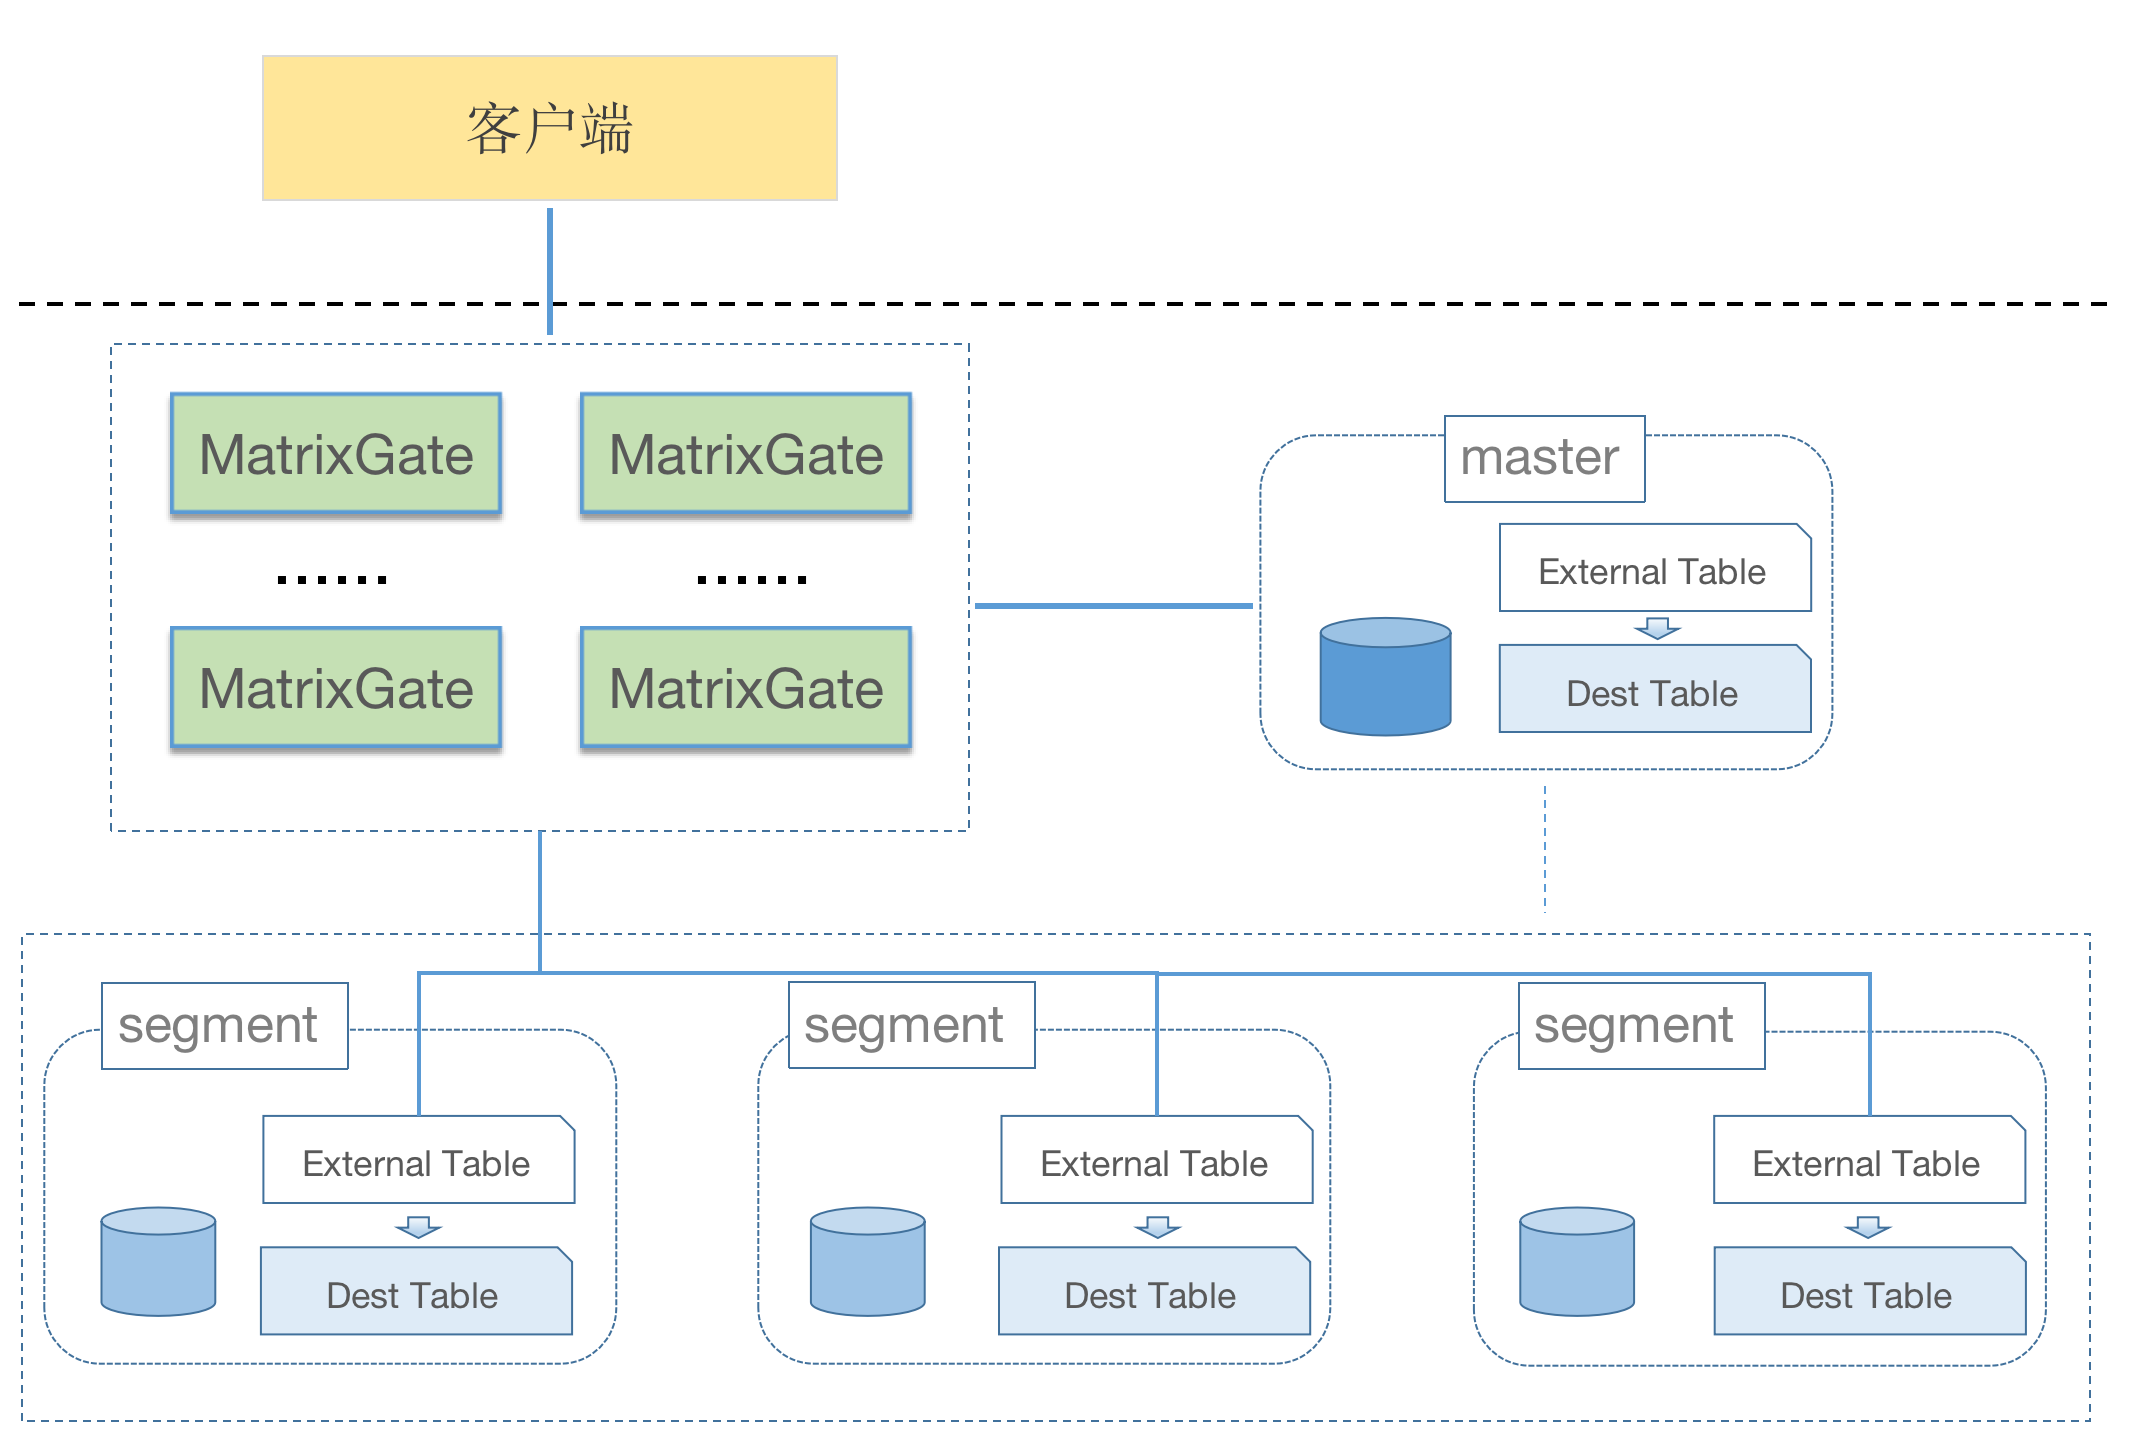 客户端
MatrixGate
MatrixGate
......
......
MatrixGate
MatrixGate
master
External Table
Dest Table
segment
External Table
Dest Table
segment
External Table
Dest Table
segment
External Table
Dest Table